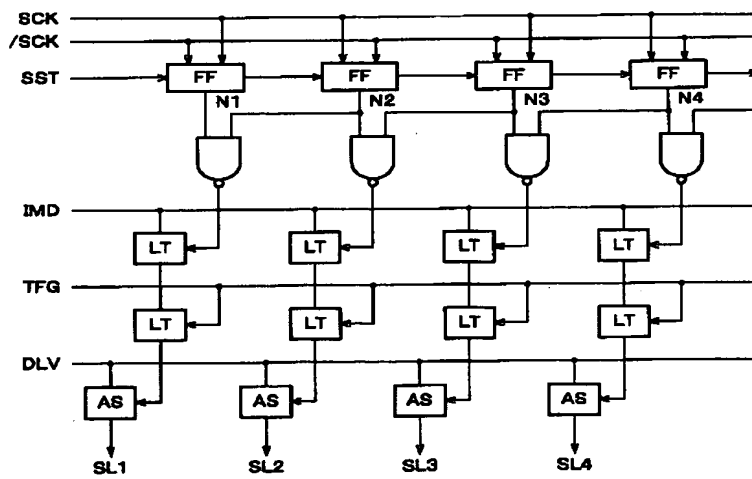 SCK
/SCK
SST FF FF FF FF
N1 N2 N3 N4
IMD
LT LT LT LT
TFG
LT LT LT LT
DLV
AS AS AS AS
SL1 SL2 SL3 SL4